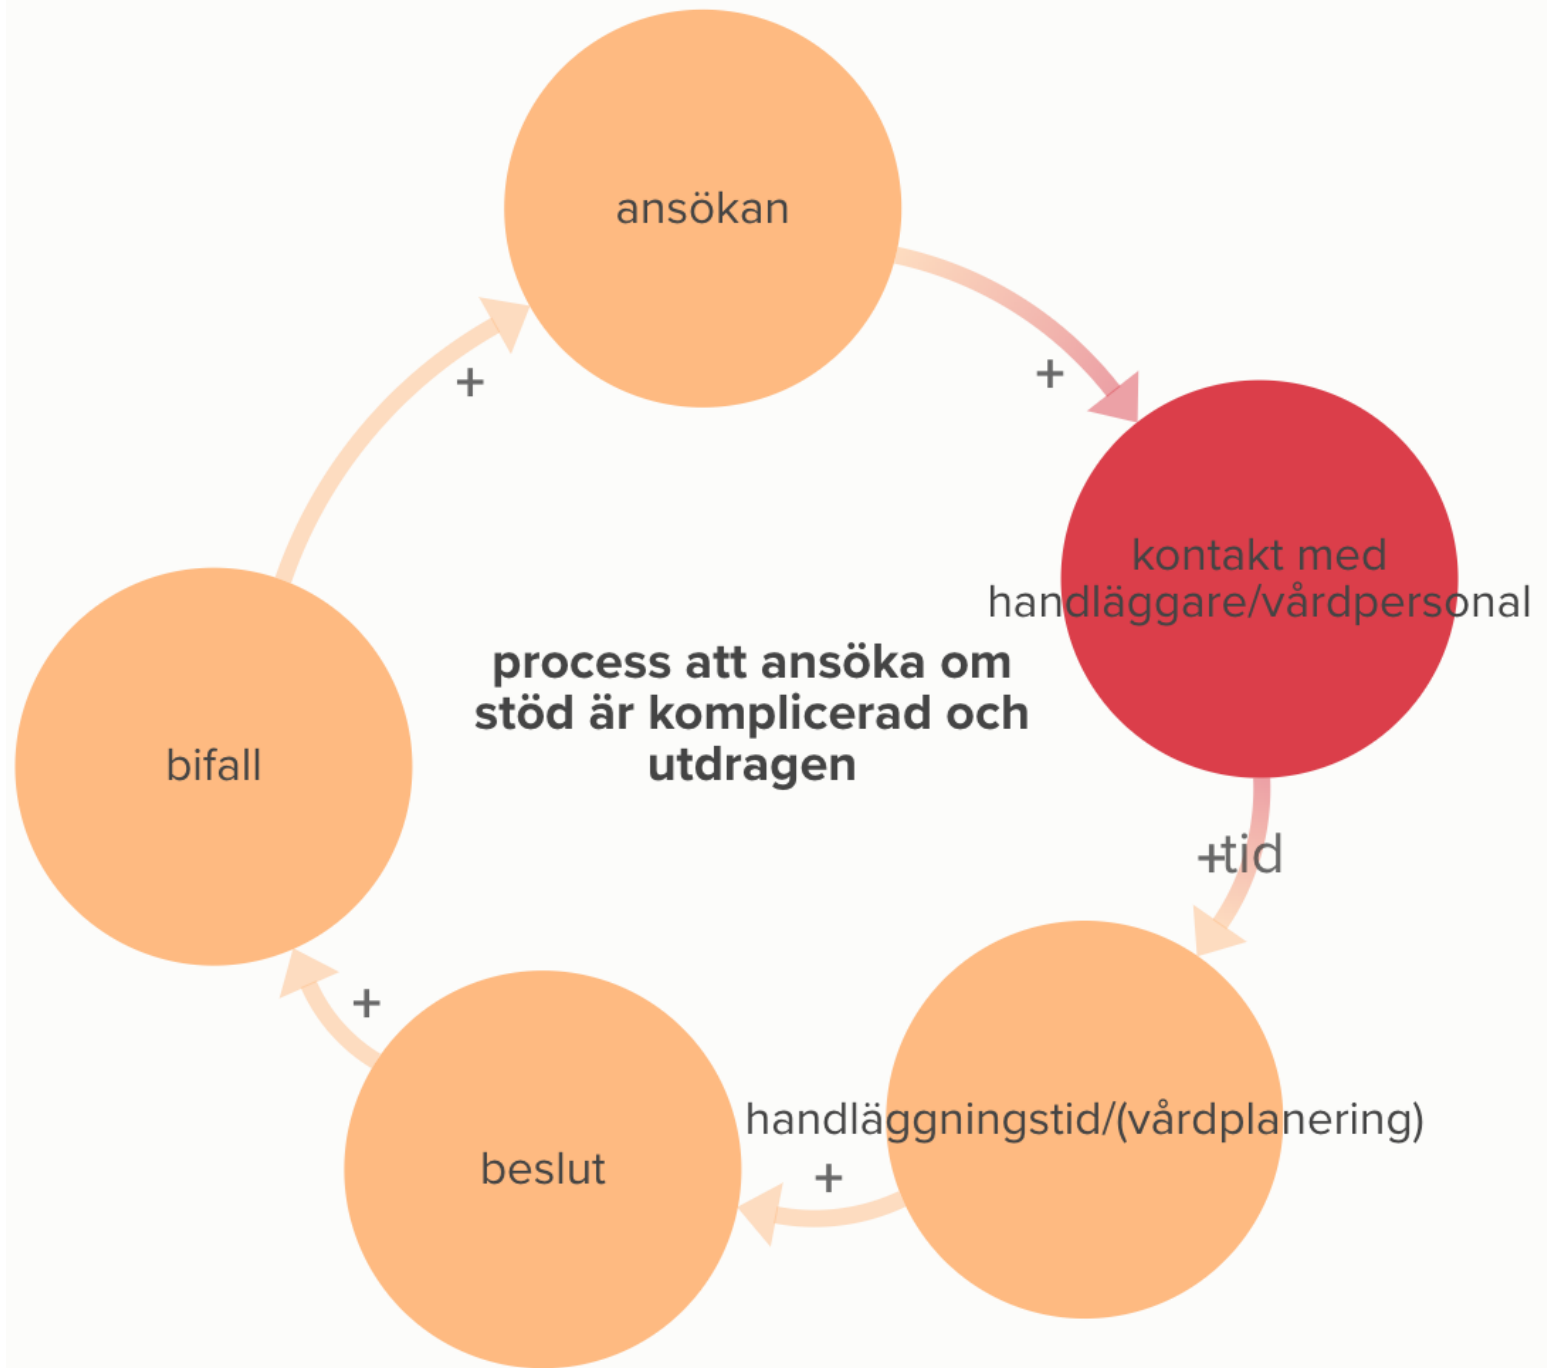 ansökan
+
+
kontakt med
handläggare/vårdpersonal
process att ansöka om
stöd är komplicerad och
utdragen
bifall
+tid
+
handläggningstid/(vårdplanering)
beslut
+